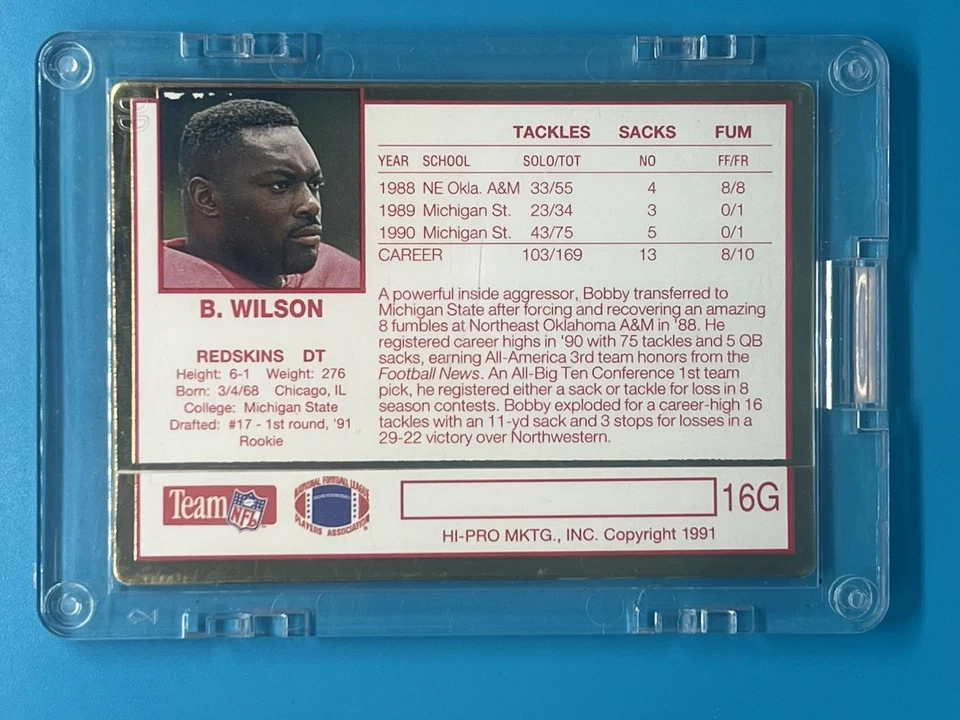 TACKLES SACKS FUM
YEAR SCHOOL SOLO/TOT NO FF/FR
1988 NE Okla. A&M 33/55 4 8/8
1989 Michigan St. 23/34 3 0/1
1990 Michigan St. 43/75 5 0/1
CAREER 103/169 13 8/10
B. WILSON
REDSKINS DT
Height: 6-1 Weight: 276
Born: 3/4/68 Chicago, IL
College: Michigan State
Drafted: #17 - 1st round, '91
Rookie
A powerful inside aggressor, Bobby transferred to
Michigan State after forcing and recovering an amazing
8 fumbles at Northeast Oklahoma A&M in '88. He
registered career highs in '90 with 75 tackles and 5 QB
sacks, earning All-America 3rd team honors from the
Football News. An All-Big Ten Conference 1st team
pick, he registered either a sack or tackle for loss in 8
season contests. Bobby exploded for a career-high 16
tackles with an 11-yd sack and 3 stops for losses in a
29-22 victory over Northwestern.
Team NFL
NATIONAL FOOTBALL LEAGUE
PLAYERS ASSOCIATION
16G
HI-PRO MKTG., INC. Copyright 1991
2